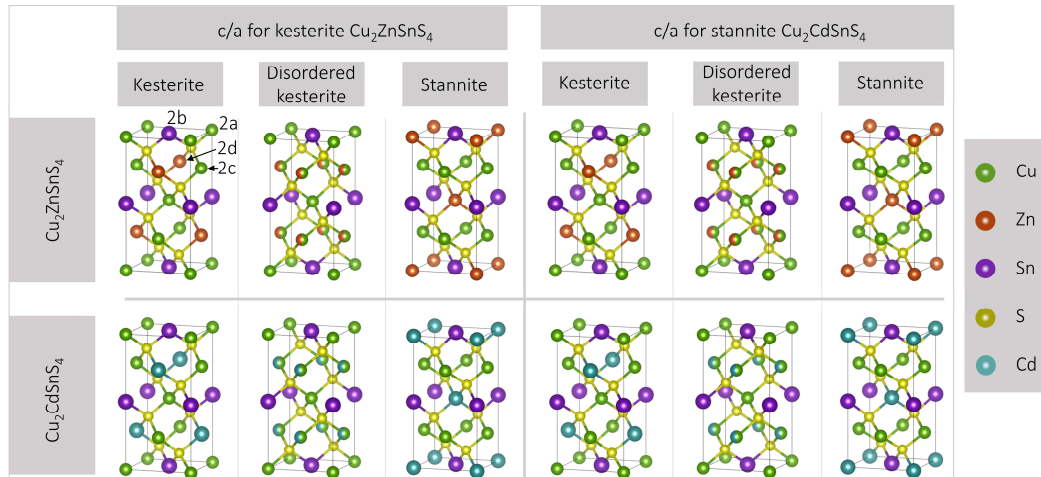 c/a for kesterite Cu₂ZnSnS₄
c/a for stannite Cu₂CdSnS₄
Kesterite
Disordered
kesterite
Stannite
Kesterite
Disordered
kesterite
Stannite
2b
2a
2d
2c
Cu₂ZnSnS₄
Cu₂CdSnS₄
Cu
Zn
Sn
S
Cd